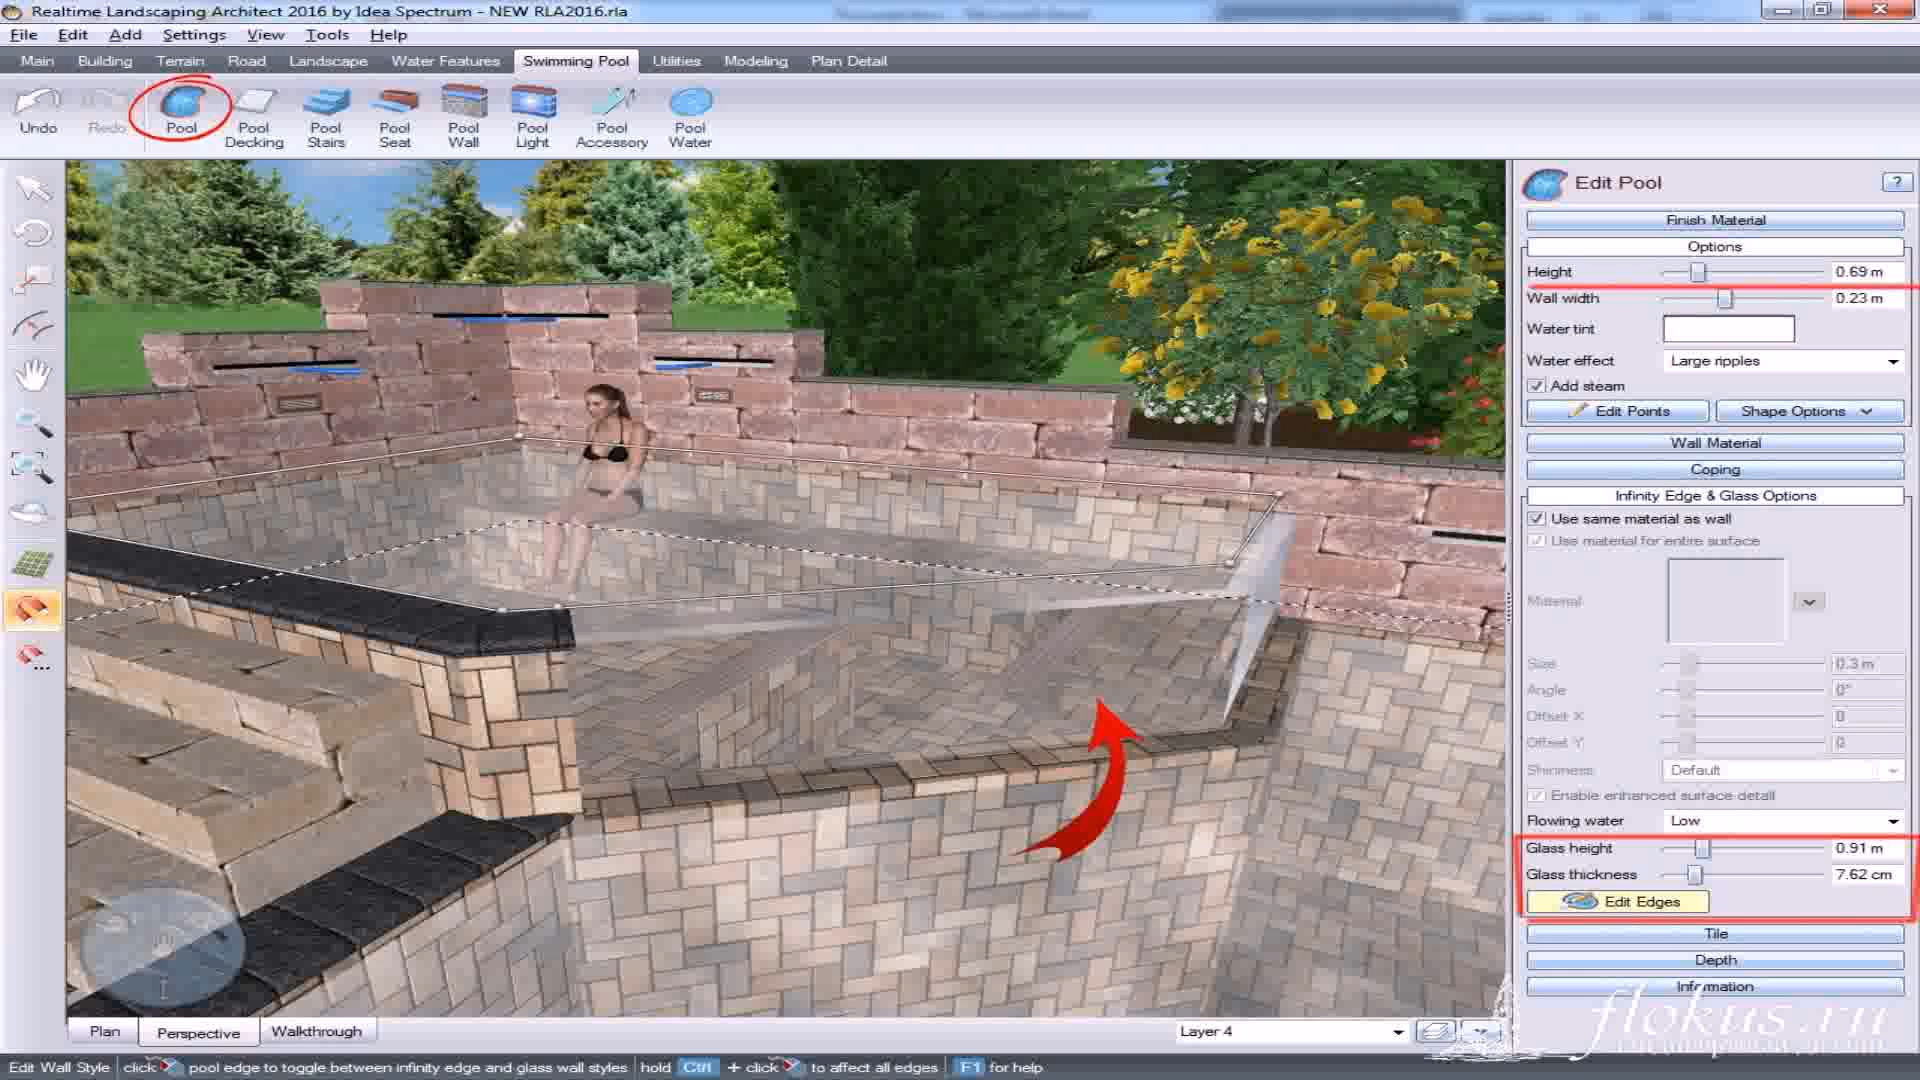 Realtime Landscaping Architect 2016 by Idea Spectrum - NEW RLA2016.rla
File Edit Add Settings View Tools Help
Main Building Terrain Road Landscape Water Features Swimming Pool Utilities Modeling Plan Detail
Undo Redo Pool Pool Decking Pool Stairs Pool Seat Pool Wall Pool Light Pool Accessory Pool Water
Edit Pool ?
Finish Material
Options
Height 0.69 m
Wall width 0.23 m
Water tint
Water effect Large ripples
Add steam
Edit Points Shape Options
Wall Material
Coping
Infinity Edge & Glass Options
Use same material as wall
Use material for entire surface
Material
Size 0.3 m
Angle 0°
Offset X 0
Offset Y 0
Shininess Default
Enable enhanced surface detail
Flowing water Low
Glass height 0.91 m
Glass thickness 7.62 cm
Edit Edges
Tile
Depth
Information
flokus.ru
Plan Perspective Walkthrough Layer 4
Edit Wall Style click pool edge to toggle between infinity edge and glass wall styles hold Ctrl + click to affect all edges F1 for help